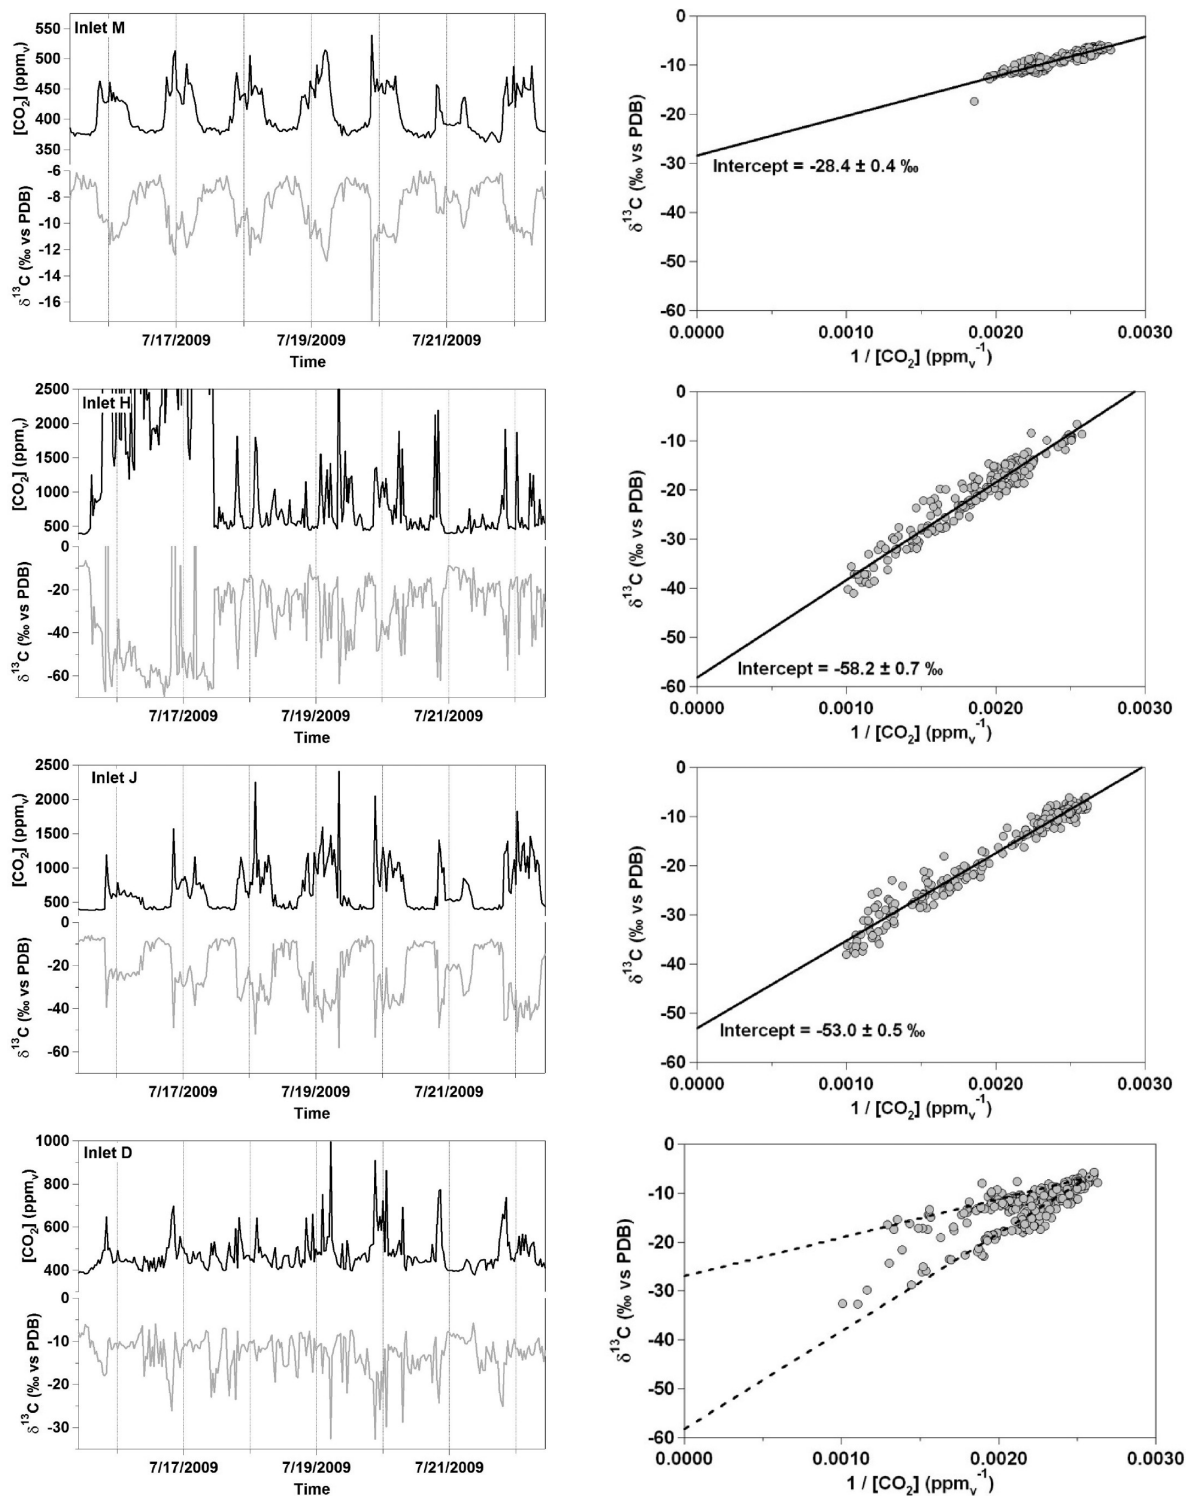 Inlet M
[CO2] (ppmv)
550
500
450
400
350
δ13C (‰ vs PDB)
-6
-8
-10
-12
-14
-16
7/17/2009 7/19/2009 7/21/2009
Time
δ13C (‰ vs PDB)
0
-10
-20
-30
-40
-50
-60
Intercept = -28.4 ± 0.4 ‰
0.0000 0.0010 0.0020 0.0030
1 / [CO2] (ppmv-1)
Inlet H
[CO2] (ppmv)
2500
2000
1500
1000
500
δ13C (‰ vs PDB)
0
-20
-40
-60
7/17/2009 7/19/2009 7/21/2009
Time
δ13C (‰ vs PDB)
0
-10
-20
-30
-40
-50
-60
Intercept = -58.2 ± 0.7 ‰
0.0000 0.0010 0.0020 0.0030
1 / [CO2] (ppmv-1)
Inlet J
[CO2] (ppmv)
2500
2000
1500
1000
500
δ13C (‰ vs PDB)
0
-20
-40
-60
7/17/2009 7/19/2009 7/21/2009
Time
δ13C (‰ vs PDB)
0
-10
-20
-30
-40
-50
-60
Intercept = -53.0 ± 0.5 ‰
0.0000 0.0010 0.0020 0.0030
1 / [CO2] (ppmv-1)
Inlet D
[CO2] (ppmv)
1000
800
600
400
δ13C (‰ vs PDB)
0
-10
-20
-30
7/17/2009 7/19/2009 7/21/2009
Time
δ13C (‰ vs PDB)
0
-10
-20
-30
-40
-50
-60
0.0000 0.0010 0.0020 0.0030
1 / [CO2] (ppmv-1)